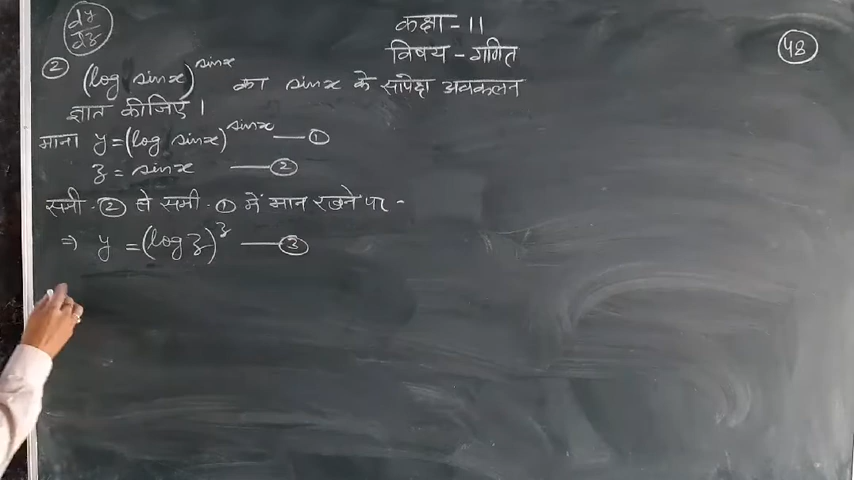 dy/dz
कक्षा - 11
विषय - गणित
48
② (log sinx)^sinx का sinx के सापेक्ष अवकलन
ज्ञात कीजिए।
माना y = (log sinx)^sinx — ①
z = sinx — ②
समी. ② से समी. ① में मान रखने पर -
⇒ y = (log z)^z — ③